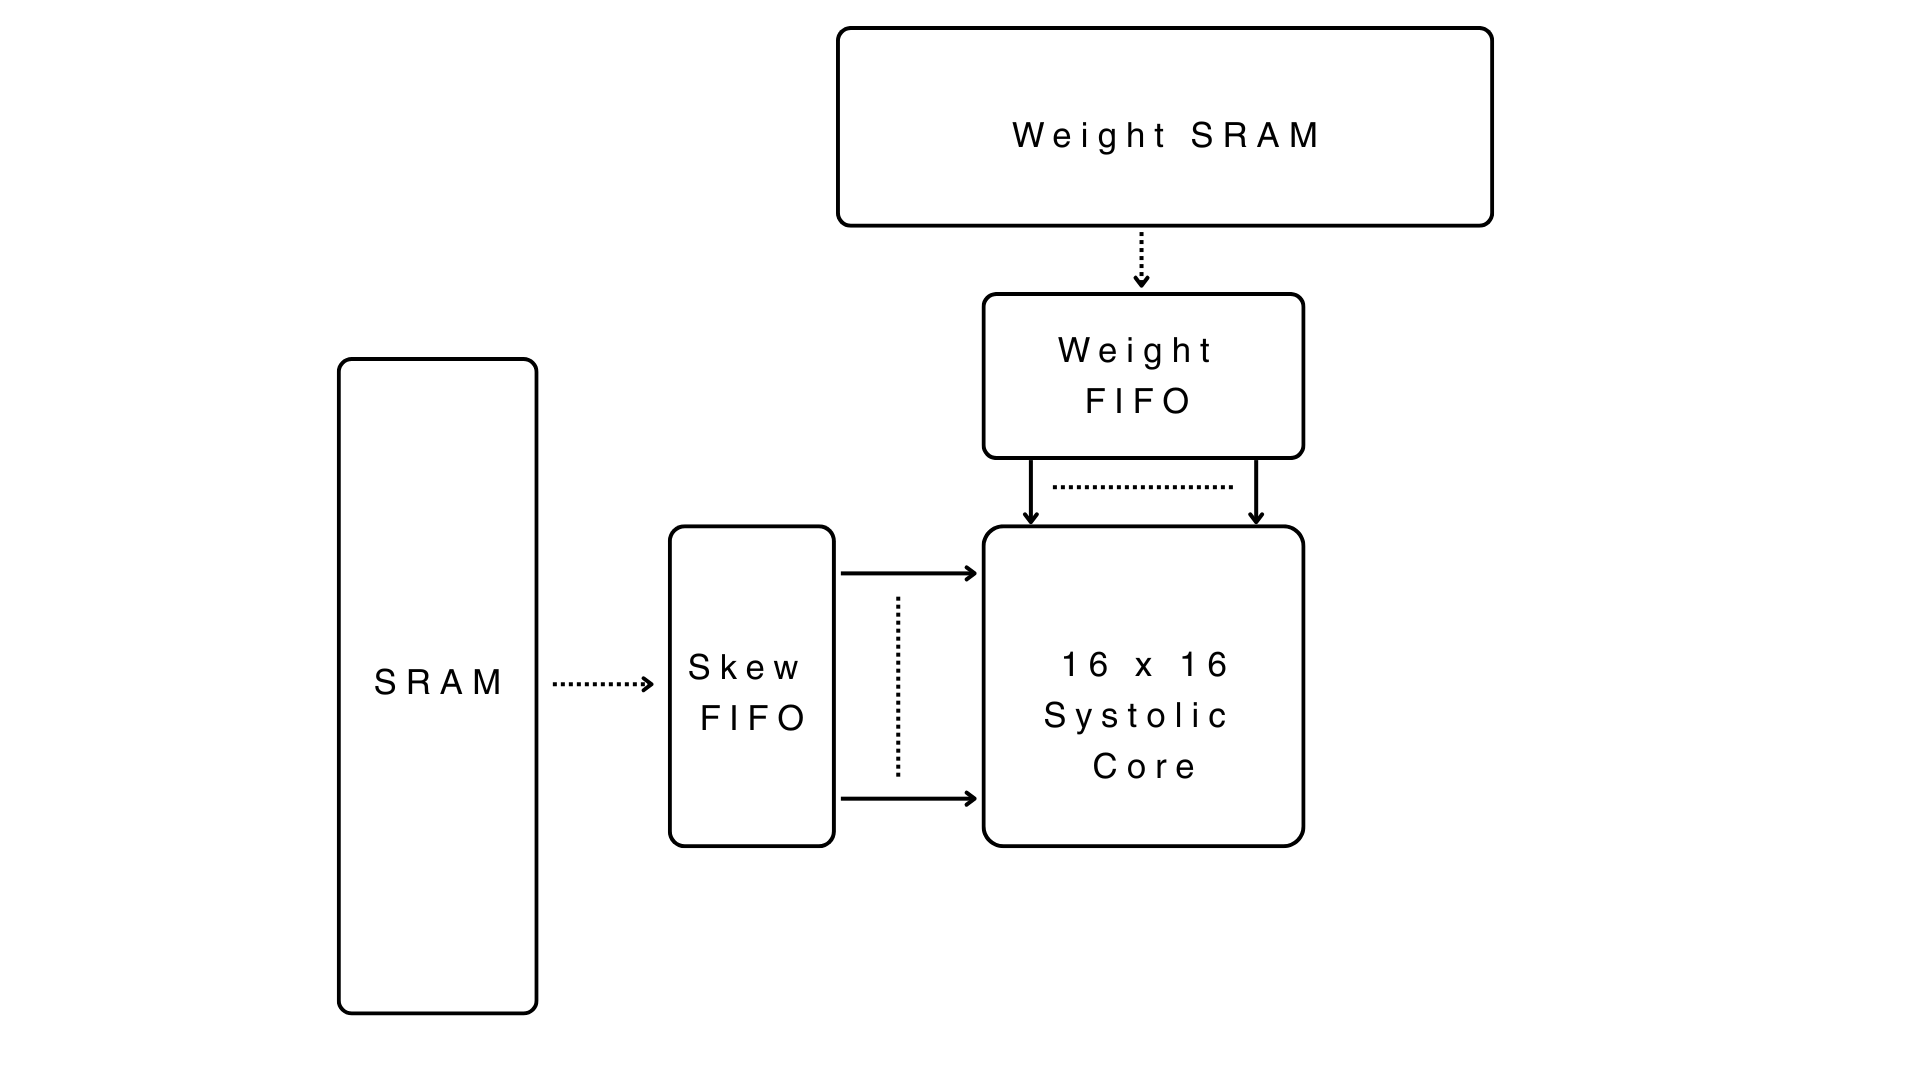 Weight SRAM
Weight
FIFO
SRAM
Skew
FIFO
16 x 16
Systolic
Core